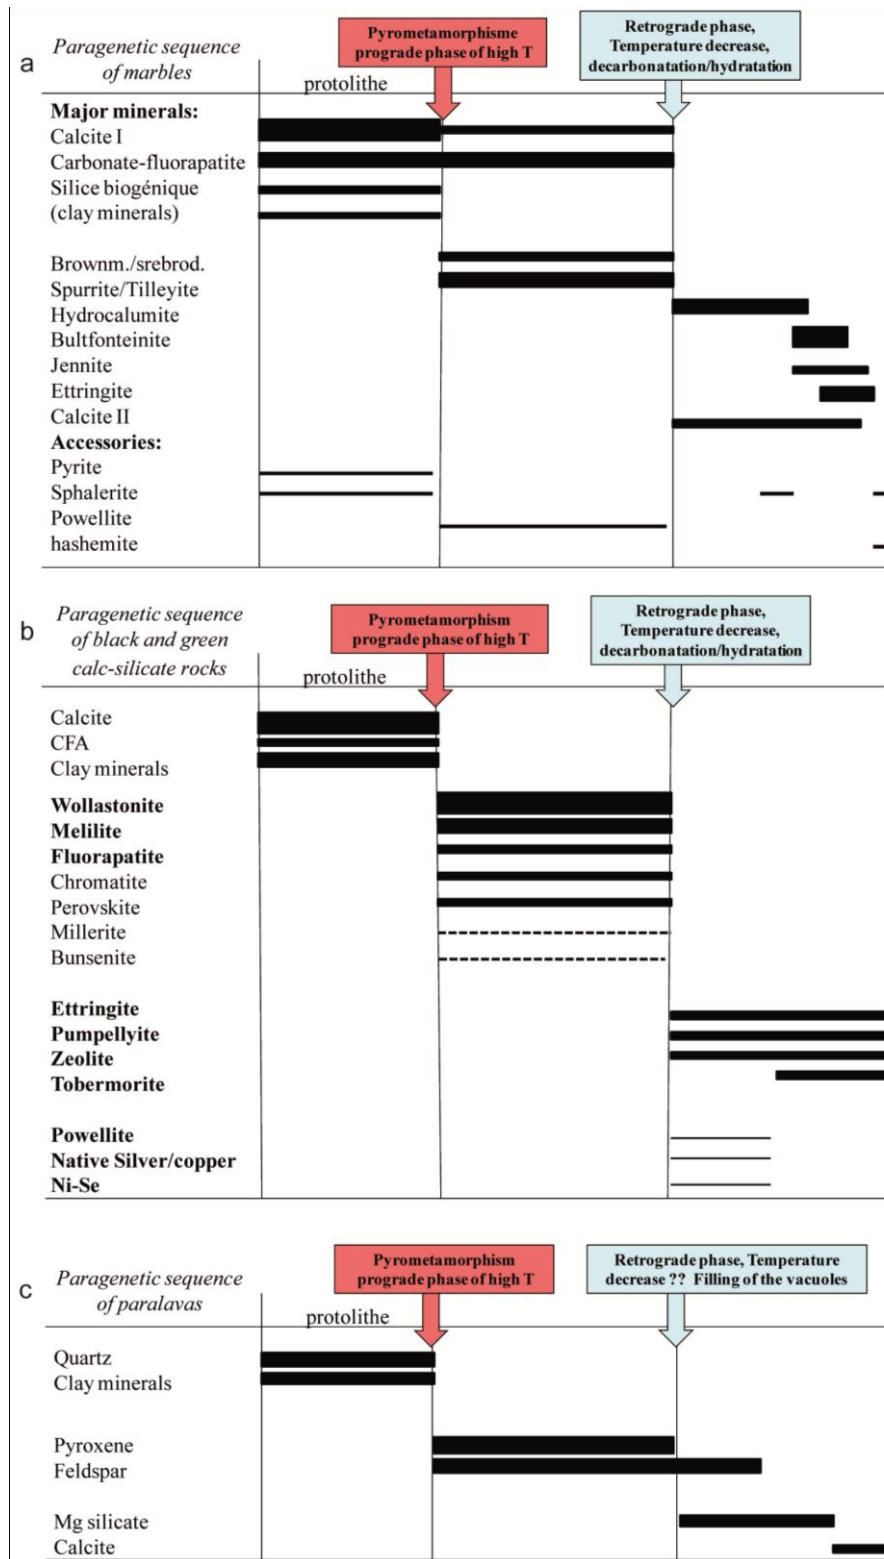 a
Paragenetic sequence
of marbles
Pyrometamorphisme
prograde phase of high T
Retrograde phase,
Temperature decrease,
decarbonatation/hydratation
protolithe
Major minerals:
Calcite I
Carbonate-fluorapatite
Silice biogénique
(clay minerals)
Brownm./srebrod.
Spurrite/Tilleyite
Hydrocalumite
Bultfonteinite
Jennite
Ettringite
Calcite II
Accessories:
Pyrite
Sphalerite
Powellite
hashemite
b
Paragenetic sequence
of black and green
calc-silicate rocks
Pyrometamorphism
prograde phase of high T
Retrograde phase,
Temperature decrease,
decarbonatation/hydratation
protolithe
Calcite
CFA
Clay minerals
Wollastonite
Melilite
Fluorapatite
Chromatite
Perovskite
Millerite
Bunsenite
Ettringite
Pumpellyite
Zeolite
Tobermorite
Powellite
Native Silver/copper
Ni-Se
c
Paragenetic sequence
of paralavas
Pyrometamorphism
prograde phase of high T
Retrograde phase, Temperature
decrease ?? Filling of the vacuoles
protolithe
Quartz
Clay minerals
Pyroxene
Feldspar
Mg silicate
Calcite